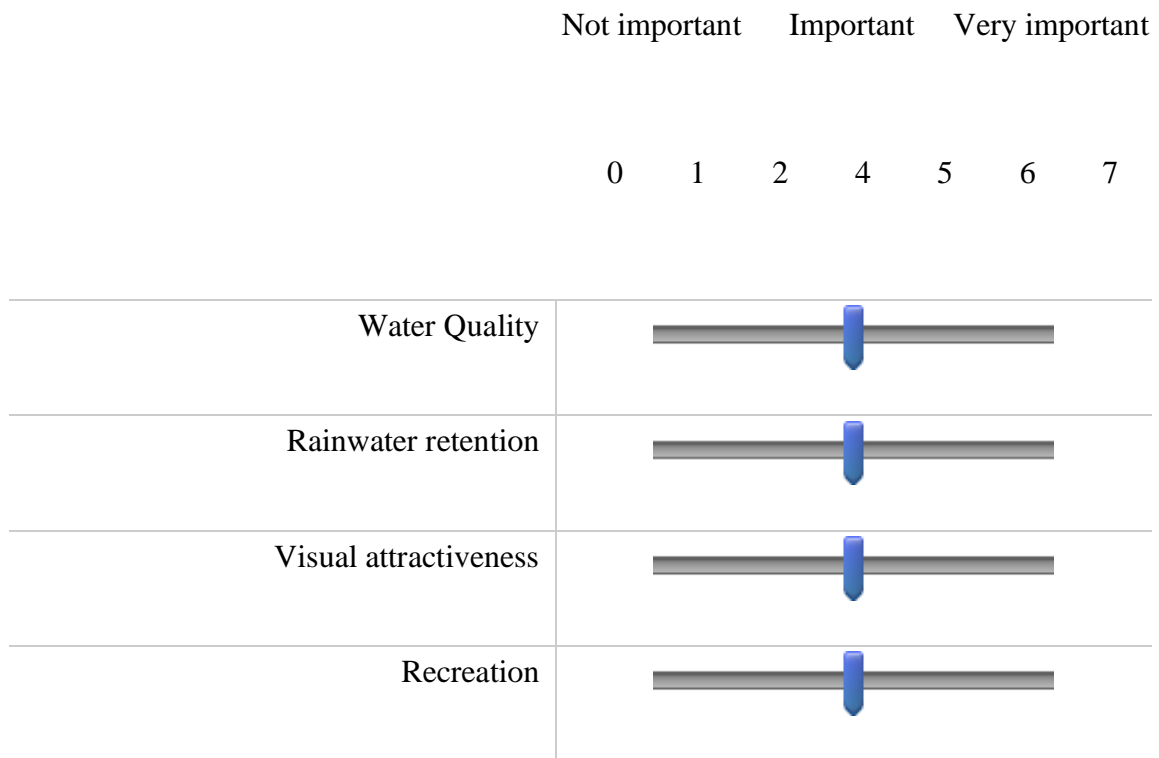 Not important Important Very important
0 1 2 4 5 6 7
Water Quality
Rainwater retention
Visual attractiveness
Recreation